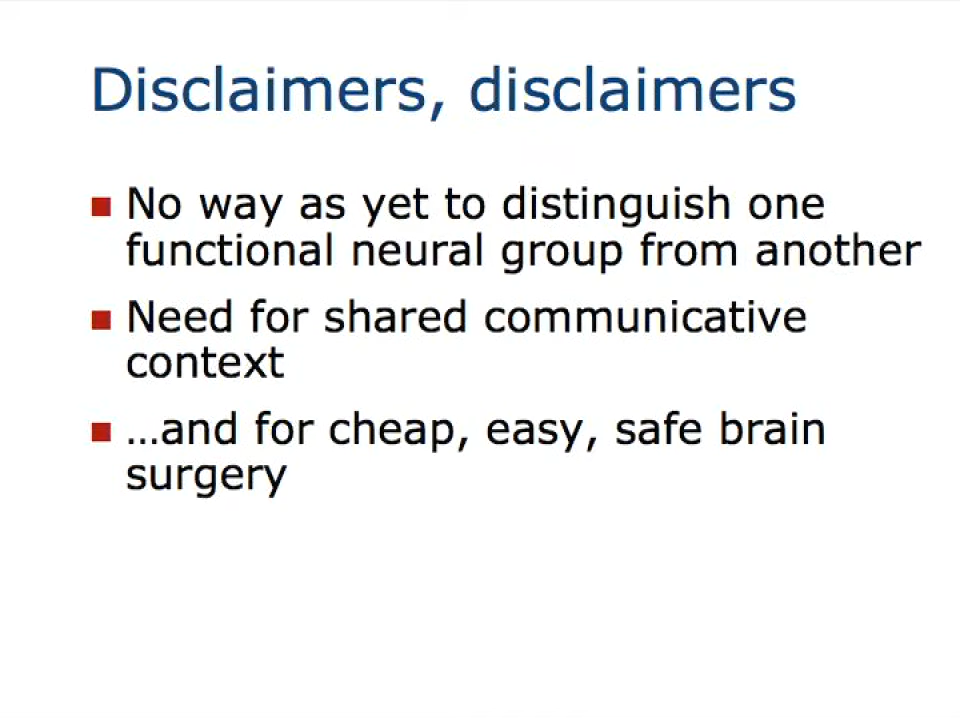 Disclaimers, disclaimers
No way as yet to distinguish one
functional neural group from another
Need for shared communicative
context
…and for cheap, easy, safe brain
surgery